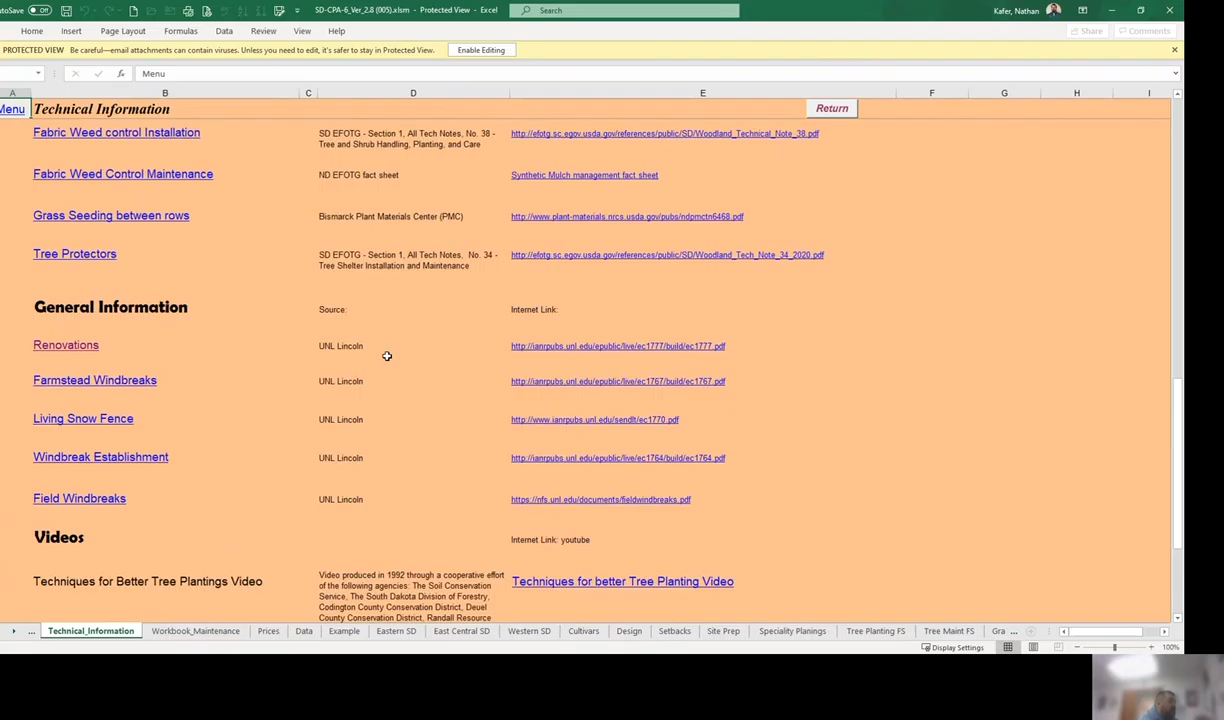 AutoSave Off SD-CPA-6_Ver_2.8 (005).xlsm - Protected View - Excel Search Kafer, Nathan
Home Insert Page Layout Formulas Data Review View Help Share Comments
PROTECTED VIEW Be careful—email attachments can contain viruses. Unless you need to edit, it's safer to stay in Protected View. Enable Editing
fx Menu
A B C D E F G H I
Menu Technical Information Return
Fabric Weed control Installation
SD EFOTG - Section 1, All Tech Notes, No. 38 -
Tree and Shrub Handling, Planting, and Care
http://efotg.sc.egov.usda.gov/references/public/SD/Woodland_Technical_Note_38.pdf
Fabric Weed Control Maintenance ND EFOTG fact sheet Synthetic Mulch management fact sheet
Grass Seeding between rows Bismarck Plant Materials Center (PMC) http://www.plant-materials.nrcs.usda.gov/pubs/ndpmctn6468.pdf
Tree Protectors
SD EFOTG - Section 1, All Tech Notes, No. 34 -
Tree Shelter Installation and Maintenance
http://efotg.sc.egov.usda.gov/references/public/SD/Woodland_Tech_Note_34_2020.pdf
General Information Source: Internet Link:
Renovations UNL Lincoln http://ianrpubs.unl.edu/epublic/live/ec1777/build/ec1777.pdf
Farmstead Windbreaks UNL Lincoln http://ianrpubs.unl.edu/epublic/live/ec1767/build/ec1767.pdf
Living Snow Fence UNL Lincoln http://www.ianrpubs.unl.edu/sendIt/ec1770.pdf
Windbreak Establishment UNL Lincoln http://ianrpubs.unl.edu/epublic/live/ec1764/build/ec1764.pdf
Field Windbreaks UNL Lincoln https://nfs.unl.edu/documents/fieldwindbreaks.pdf
Videos Internet Link: youtube
Techniques for Better Tree Plantings Video
Video produced in 1992 through a cooperative effort
of the following agencies: The Soil Conservation
Service, The South Dakota Division of Forestry,
Codington County Conservation District, Deuel
County Conservation District, Randall Resource
Techniques for better Tree Planting Video
... Technical_Information Workbook_Maintenance Prices Data Example Eastern SD East Central SD Western SD Cultivars Design Setbacks Site Prep Speciality Planings Tree Planting FS Tree Maint FS Gra ...
Display Settings 100%